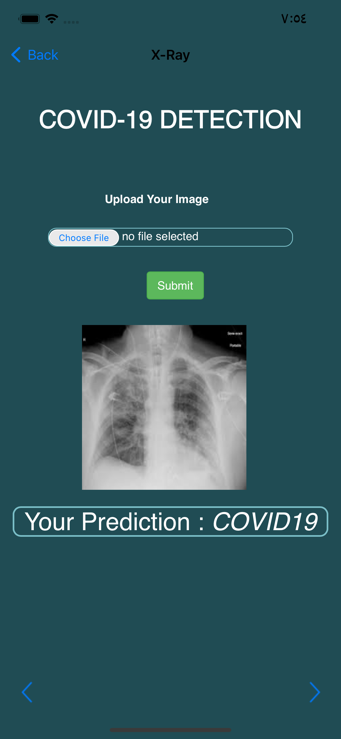 ٧:٥٤
Back
X-Ray
COVID-19 DETECTION
Upload Your Image
Choose File no file selected
Submit
Your Prediction : COVID19